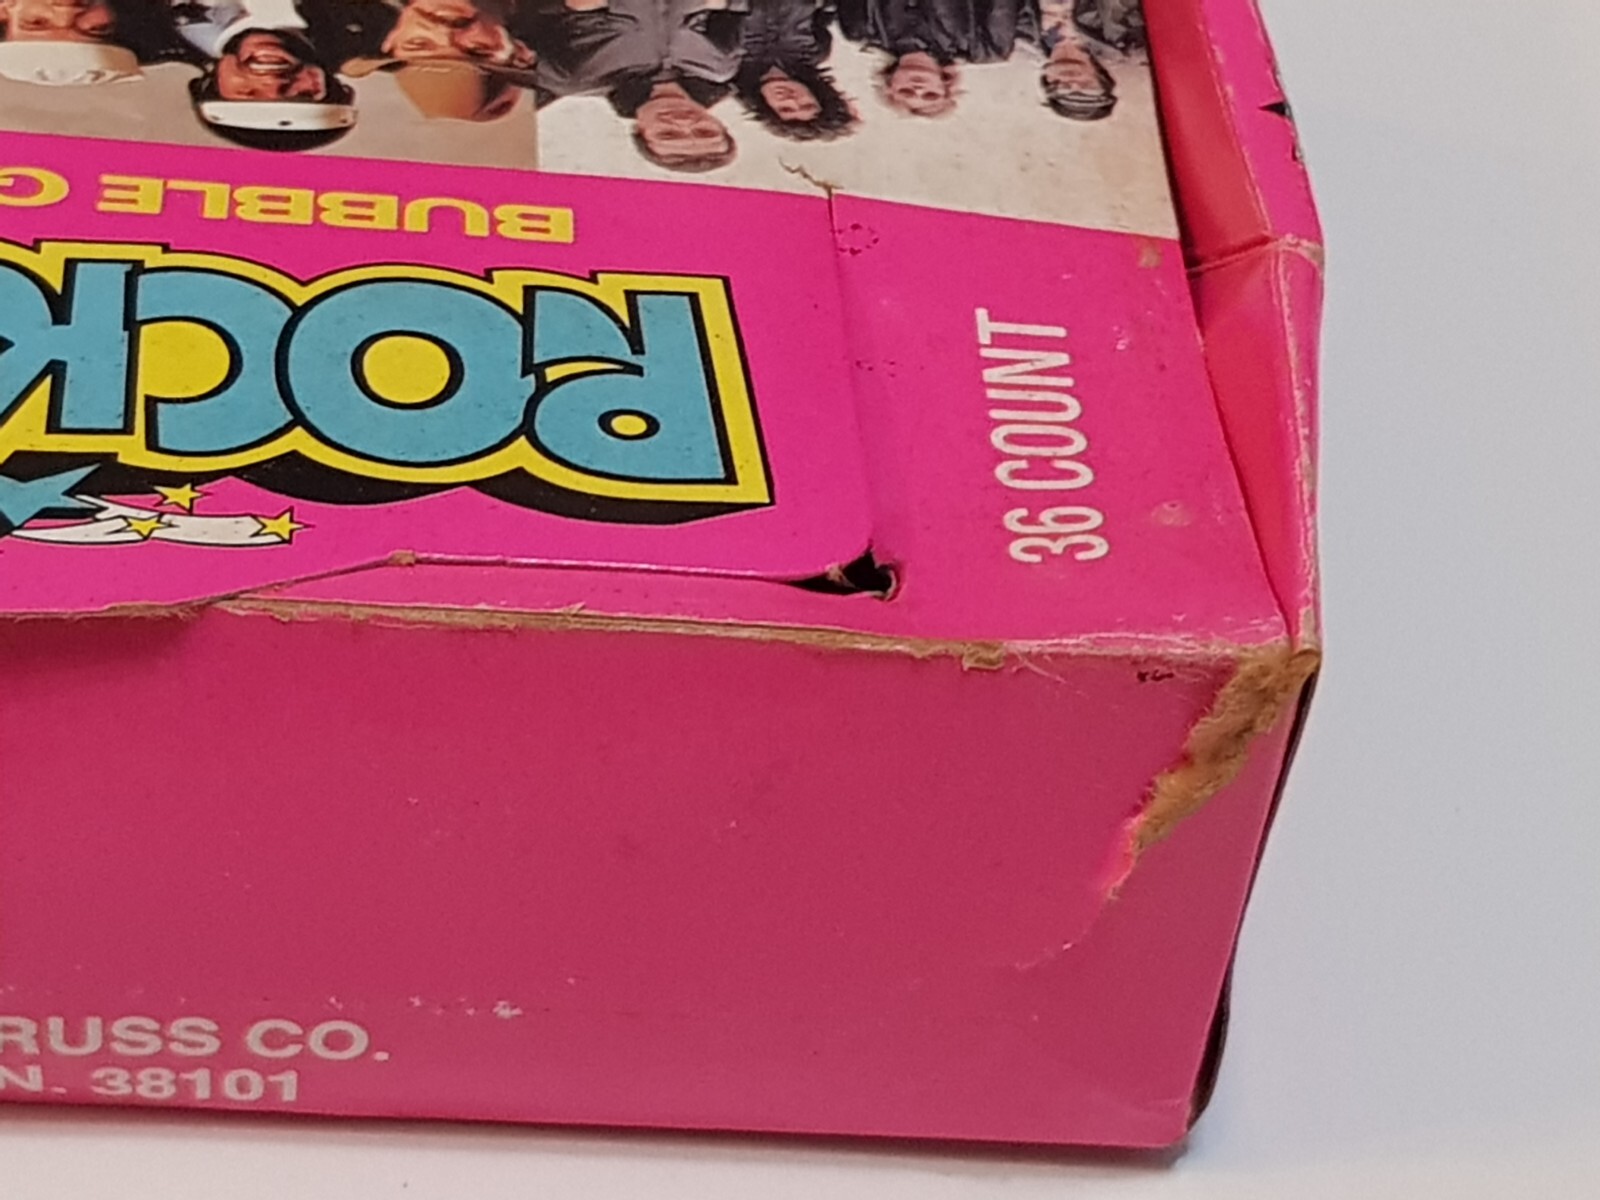 BUBBLE G
ROCK
36 COUNT
RUSS CO.
N. 38101